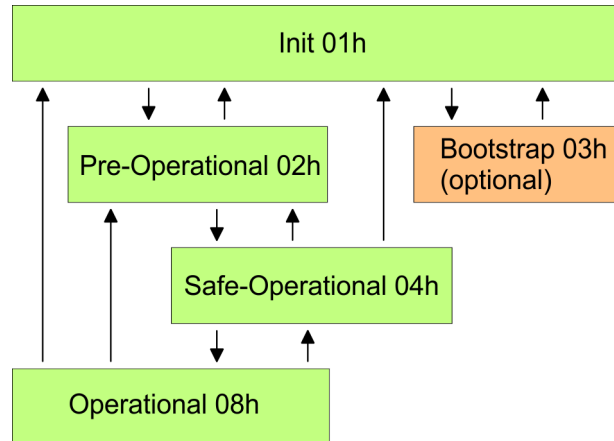 Init 01h
Pre-Operational 02h
Bootstrap 03h
(optional)
Safe-Operational 04h
Operational 08h